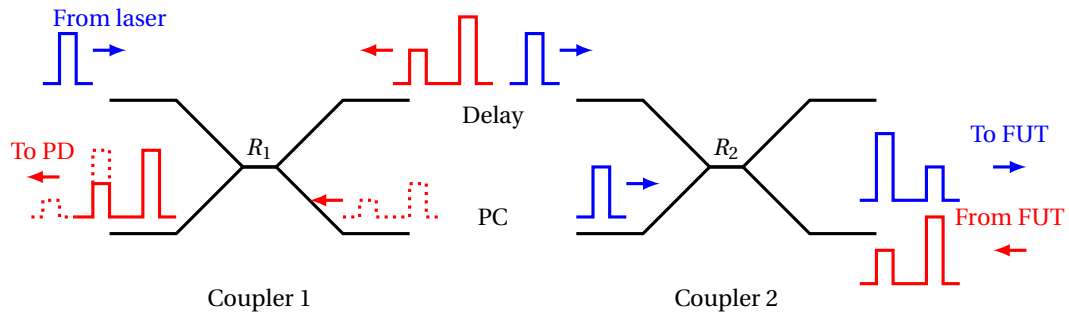 From laser
Delay
To PD
R1
R2
To FUT
PC
From FUT
Coupler 1
Coupler 2